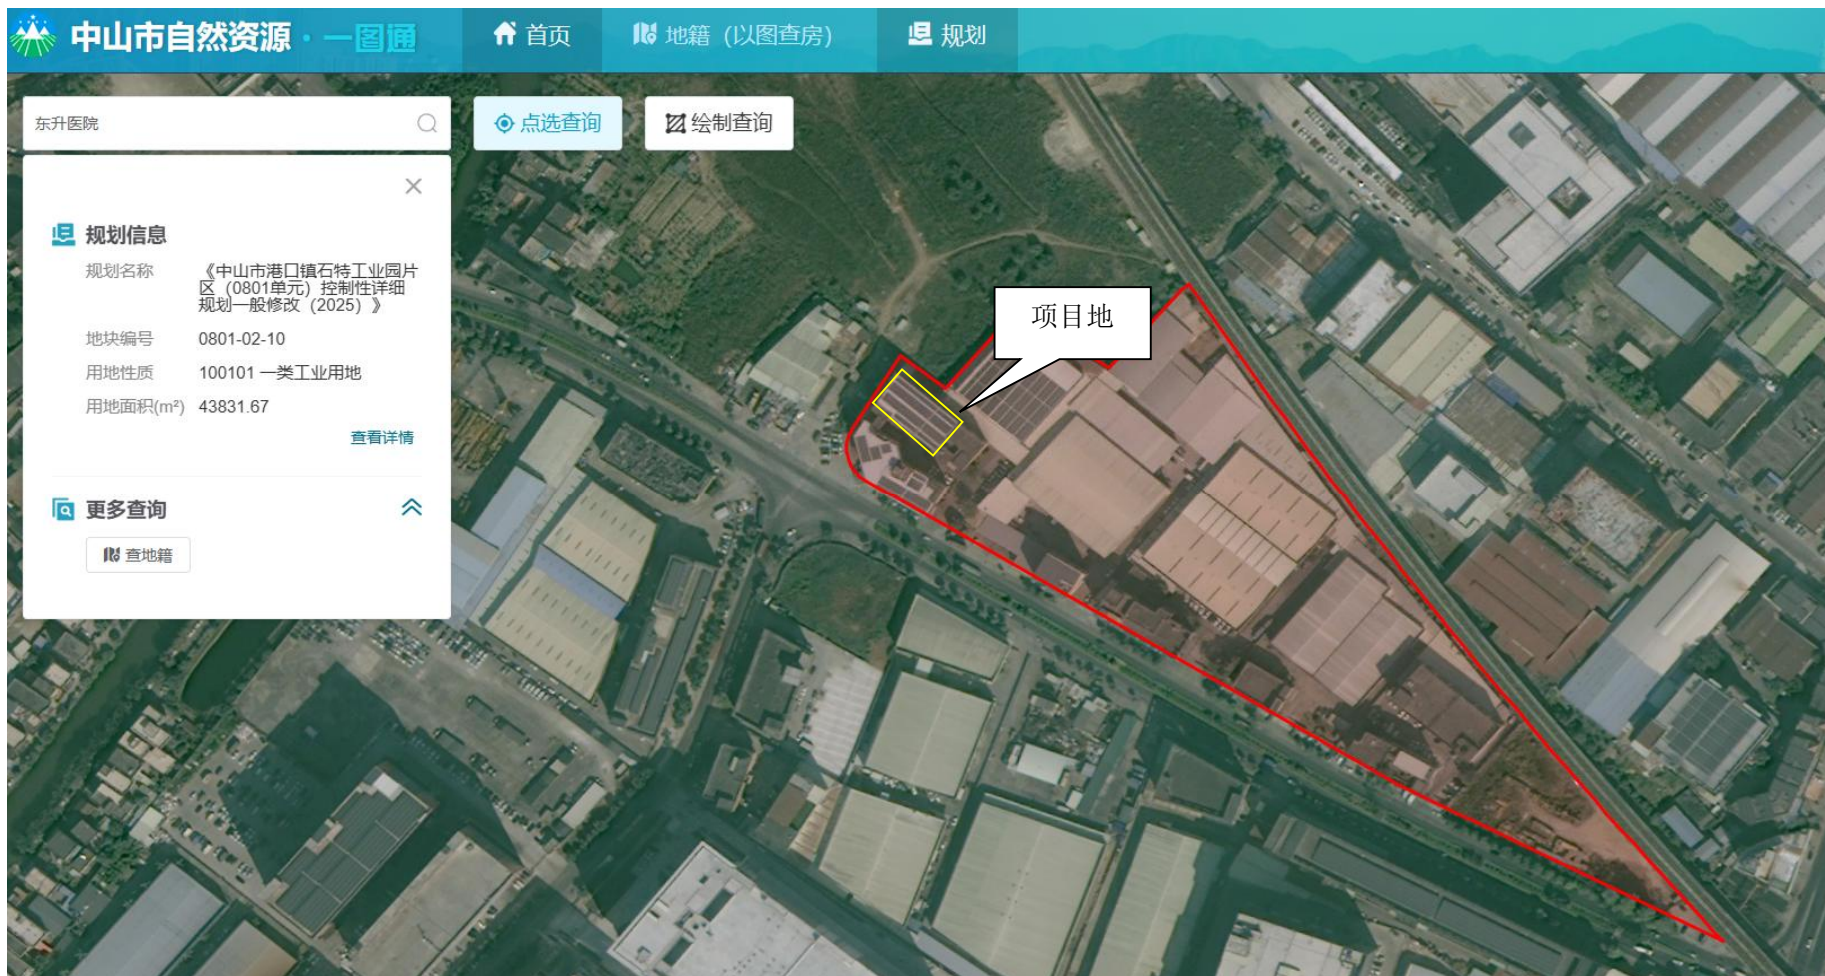 中山市自然资源·一图通
首页
地籍（以图查房）
规划
东升医院
点选查询
绘制查询
规划信息
规划名称
《中山市港口镇石特工业园片
区（0801单元）控制性详细
规划一般修改（2025）》
地块编号
0801-02-10
用地性质
100101 一类工业用地
用地面积(m²)
43831.67
查看详情
更多查询
查地籍
项目地